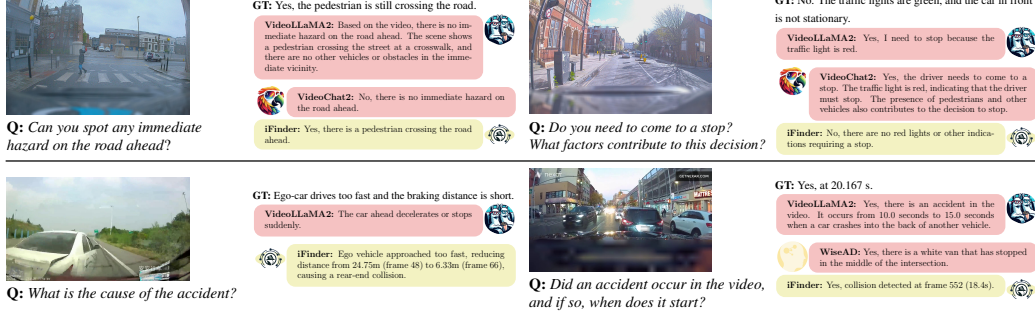 GT: Yes, the pedestrian is still crossing the road.
VideoLLaMA2: Based on the video, there is no im-
mediate hazard on the road ahead. The scene shows
a pedestrian crossing the street at a crosswalk, and
there are no other vehicles or obstacles in the imme-
diate vicinity.
VideoChat2: No, there is no immediate hazard on
the road ahead.
iFinder: Yes, there is a pedestrian crossing the road
ahead.
Q: Can you spot any immediate
hazard on the road ahead?
GT: No. The traffic lights are green, and the car in front
is not stationary.
VideoLLaMA2: Yes, I need to stop because the
traffic light is red.
VideoChat2: Yes, the driver needs to come to a
stop. The traffic light is red, indicating that the driver
must stop. The presence of pedestrians and other
vehicles also contributes to the decision to stop.
iFinder: No, there are no red lights or other indica-
tions requiring a stop.
Q: Do you need to come to a stop?
What factors contribute to this decision?
GT: Ego-car drives too fast and the braking distance is short.
VideoLLaMA2: The car ahead decelerates or stops
suddenly.
iFinder: Ego vehicle approached too fast, reducing
distance from 24.75m (frame 48) to 6.33m (frame 66),
causing a rear-end collision.
Q: What is the cause of the accident?
GT: Yes, at 20.167 s.
VideoLLaMA2: Yes, there is an accident in the
video. It occurs from 10.0 seconds to 15.0 seconds
when a car crashes into the back of another vehicle.
WiseAD: Yes, there is a white van that has stopped
in the middle of the intersection.
iFinder: Yes, collision detected at frame 552 (18.4s).
Q: Did an accident occur in the video,
and if so, when does it start?